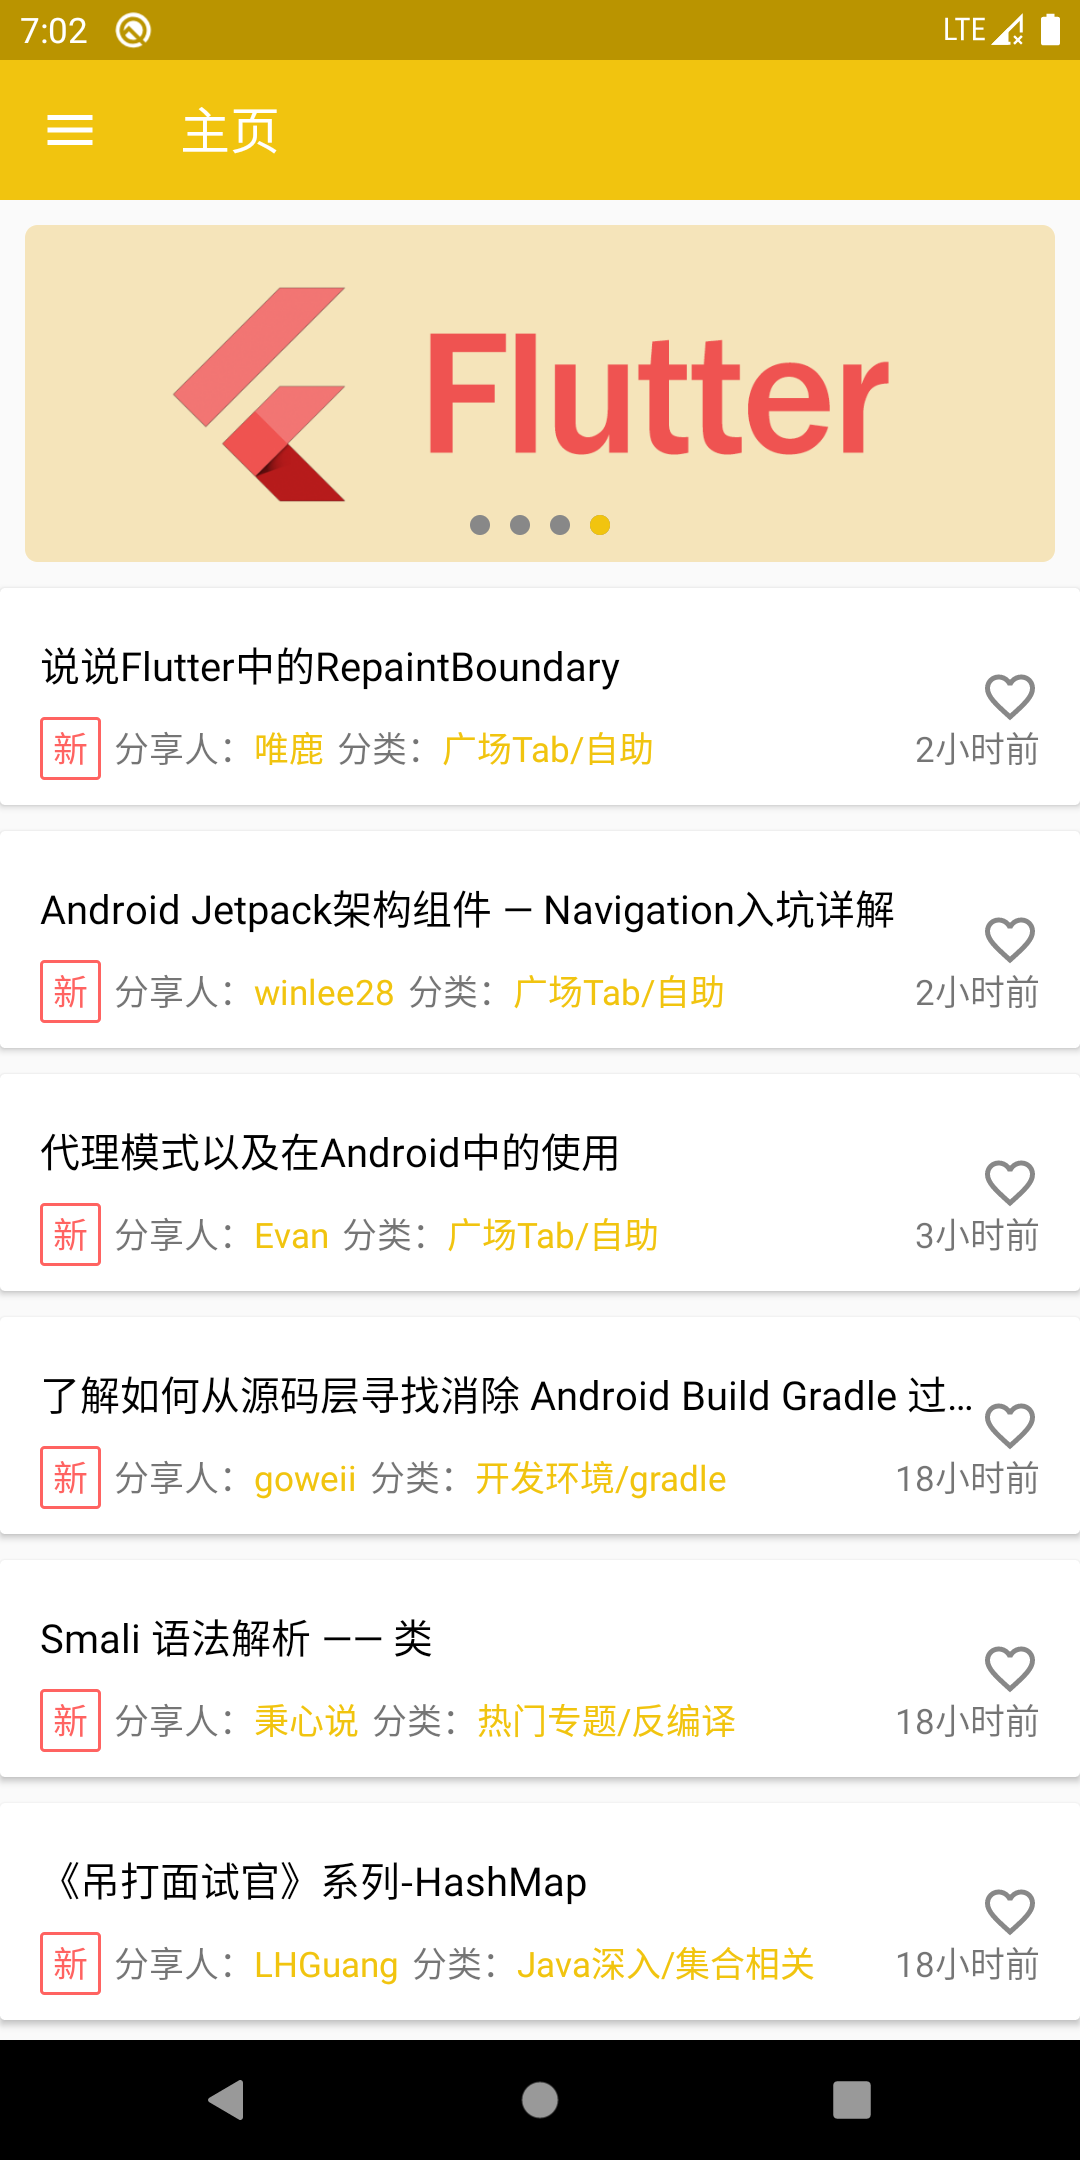 7:02 LTE
主页
Flutter
说说Flutter中的RepaintBoundary
新 分享人：唯鹿 分类：广场Tab/自助 2小时前
Android Jetpack架构组件 — Navigation入坑详解
新 分享人：winlee28 分类：广场Tab/自助 2小时前
代理模式以及在Android中的使用
新 分享人：Evan 分类：广场Tab/自助 3小时前
了解如何从源码层寻找消除 Android Build Gradle 过…
新 分享人：goweii 分类：开发环境/gradle 18小时前
Smali 语法解析 —— 类
新 分享人：秉心说 分类：热门专题/反编译 18小时前
《吊打面试官》系列-HashMap
新 分享人：LHGuang 分类：Java深入/集合相关 18小时前